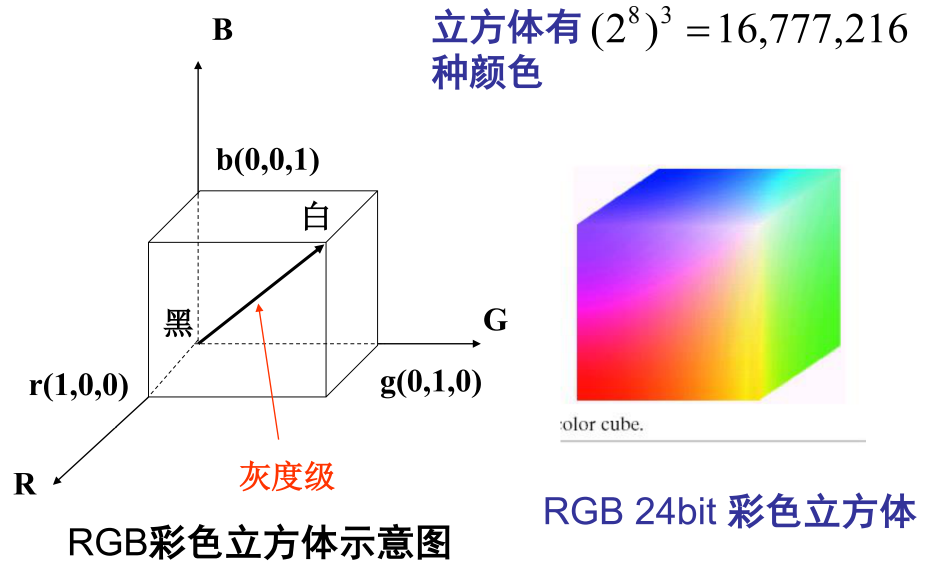 B
立方体有 (2^8)^3 = 16,777,216
种颜色
b(0,0,1)
白
黑
G
r(1,0,0)
g(0,1,0)
R
灰度级
RGB彩色立方体示意图
olor cube.
RGB 24bit 彩色立方体